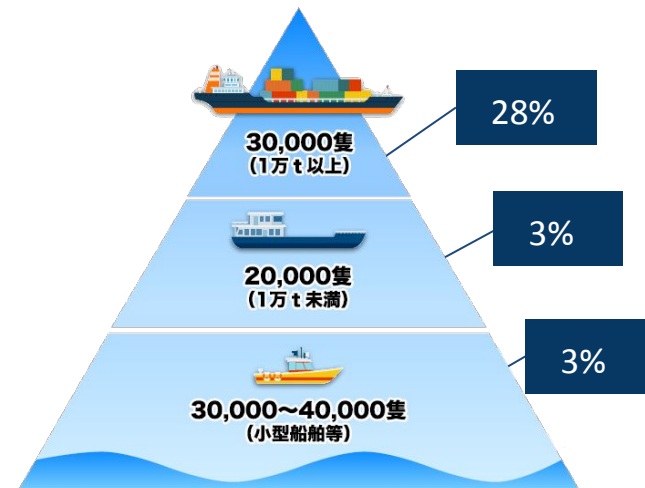 28%
30,000隻
(1万t以上)
3%
20,000隻
(1万t未満)
3%
30,000～40,000隻
(小型船舶等)